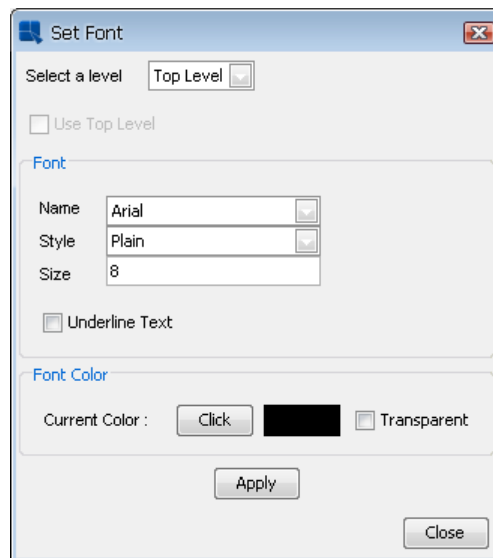 Set Font
Select a level Top Level
Use Top Level
Font
Name Arial
Style Plain
Size 8
Underline Text
Font Color
Current Color : Click Transparent
Apply
Close